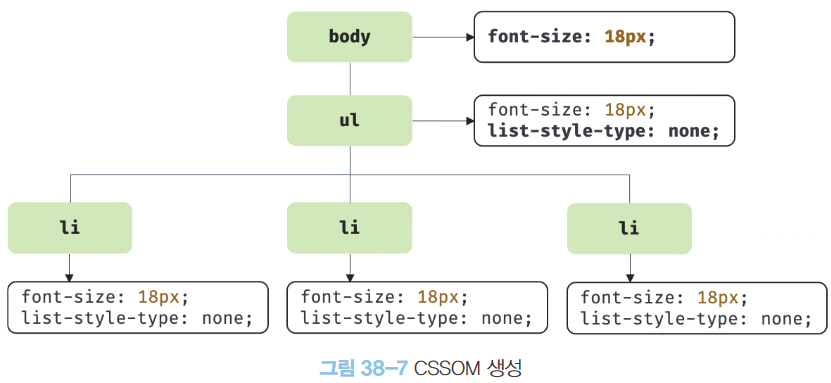 body
font-size: 18px;
ul
font-size: 18px;
list-style-type: none;
li
li
li
font-size: 18px;
list-style-type: none;
font-size: 18px;
list-style-type: none;
font-size: 18px;
list-style-type: none;
그림 38-7 CSSOM 생성